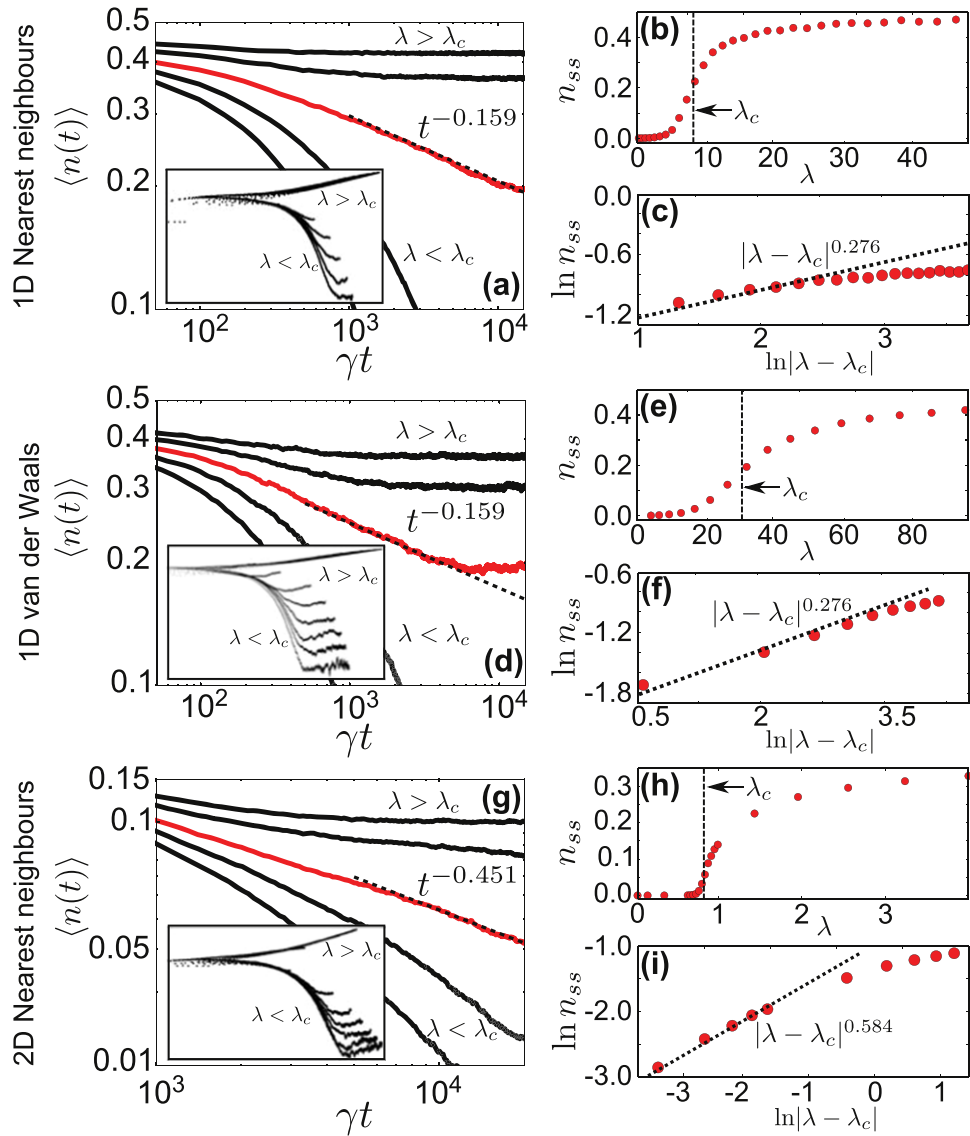 1D Nearest neighbours
⟨n(t)⟩
0.5
0.4
0.3
0.2
0.1
λ > λc
t^−0.159
λ > λc
λ < λc
λ < λc
(a)
10^2
10^3
10^4
γt
(b)
nss
0.4
0.2
0.0
λc
0
10
20
30
40
λ
(c)
ln nss
0.0
-0.6
-1.2
|λ − λc|^0.276
1
2
3
ln|λ − λc|
1D van der Waals
⟨n(t)⟩
0.5
0.4
0.3
0.2
0.1
λ > λc
t^−0.159
λ > λc
λ < λc
λ < λc
(d)
10^2
10^3
10^4
γt
(e)
nss
0.4
0.2
0.0
λc
0
20
40
60
80
λ
(f)
ln nss
-0.6
-1.2
-1.8
|λ − λc|^0.276
0.5
2
3.5
ln|λ − λc|
2D Nearest neighbours
⟨n(t)⟩
0.15
0.1
0.05
0.01
λ > λc
(g)
t^−0.451
λ > λc
λ < λc
λ < λc
10^3
10^4
γt
(h)
nss
0.3
0.2
0.1
0.0
λc
0
1
2
3
λ
(i)
ln nss
-1.0
-2.0
-3.0
|λ − λc|^0.584
-3
-2
-1
0
1
ln|λ − λc|